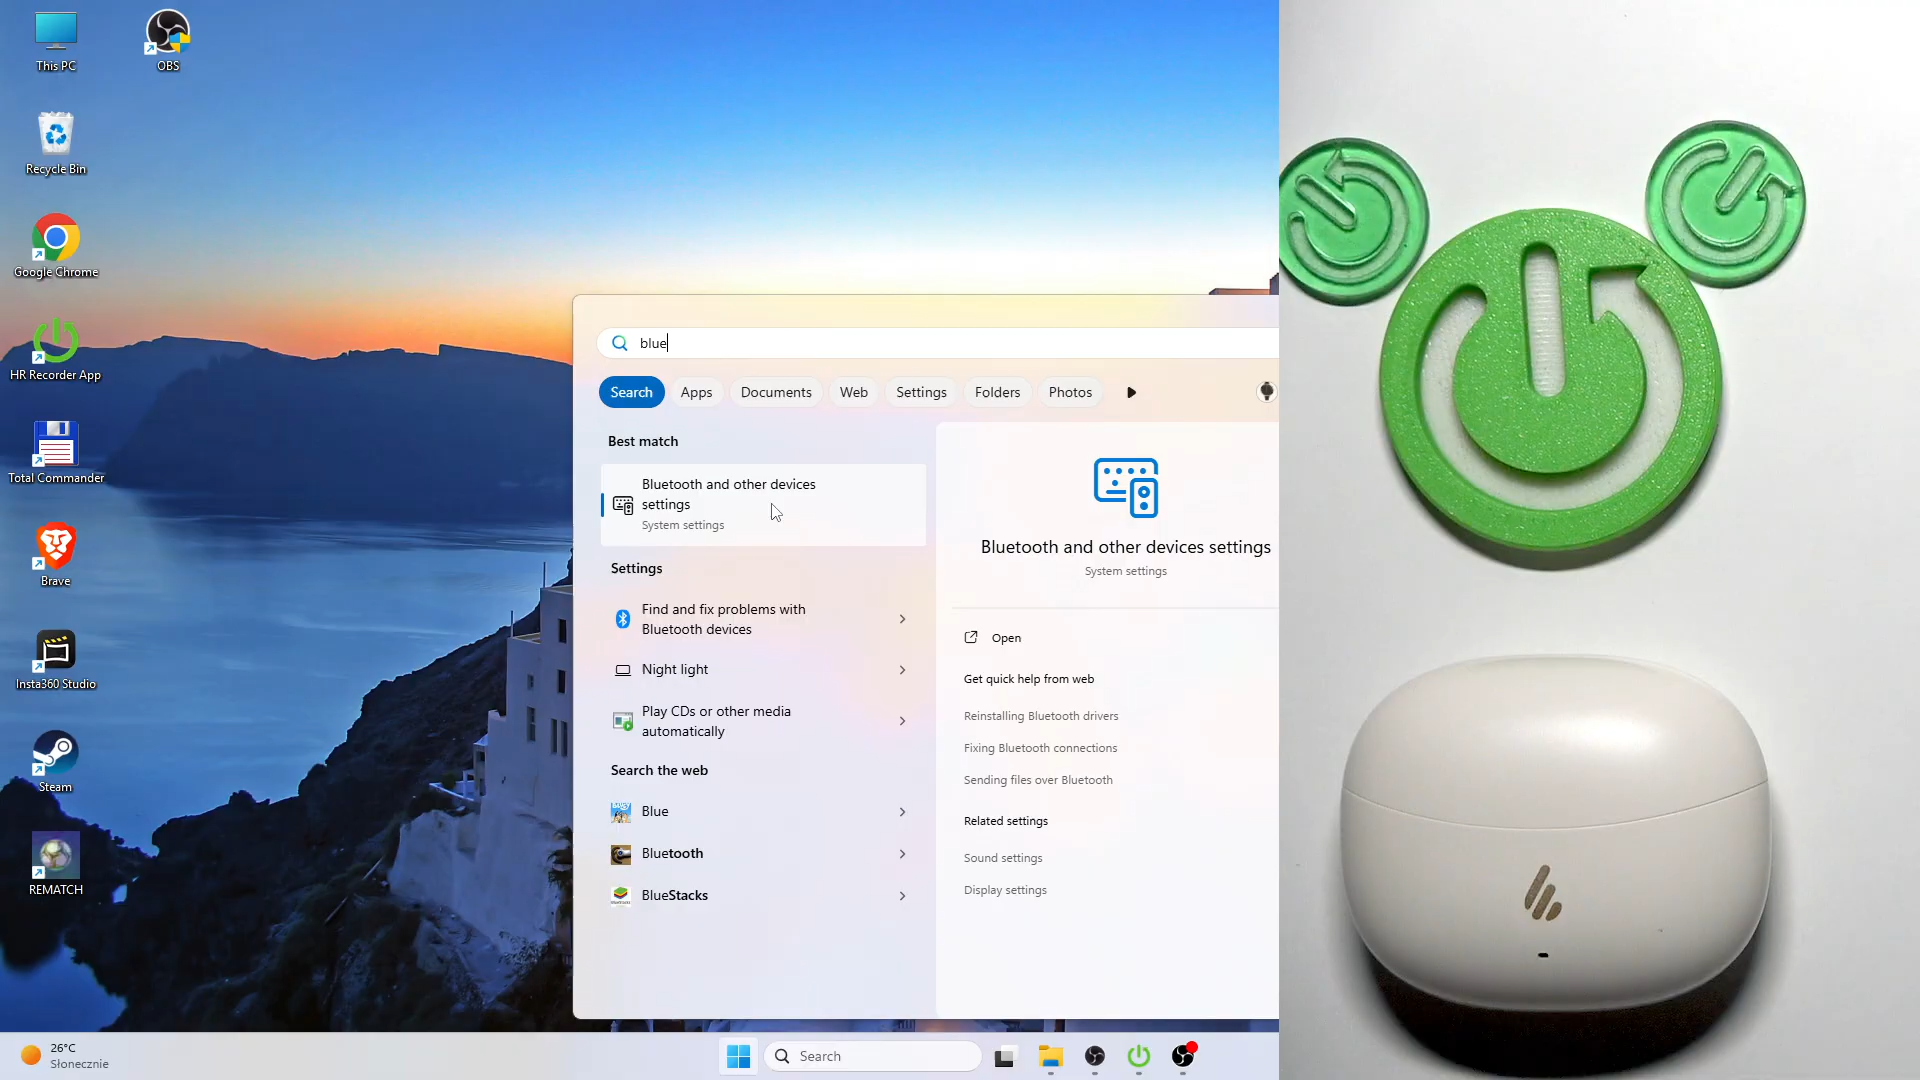 This PC
OBS
Recycle Bin
Google Chrome
HR Recorder App
Total Commander
Brave
Insta360 Studio
Steam
REMATCH
blue
Search
Apps
Documents
Web
Settings
Folders
Photos
Best match
Bluetooth and other devices
settings
System settings
Settings
Find and fix problems with
Bluetooth devices
Night light
Play CDs or other media
automatically
Search the web
Blue
Bluetooth
BlueStacks
Bluetooth and other devices settings
System settings
Open
Get quick help from web
Reinstalling Bluetooth drivers
Fixing Bluetooth connections
Sending files over Bluetooth
Related settings
Sound settings
Display settings
26°C
Słonecznie
Search